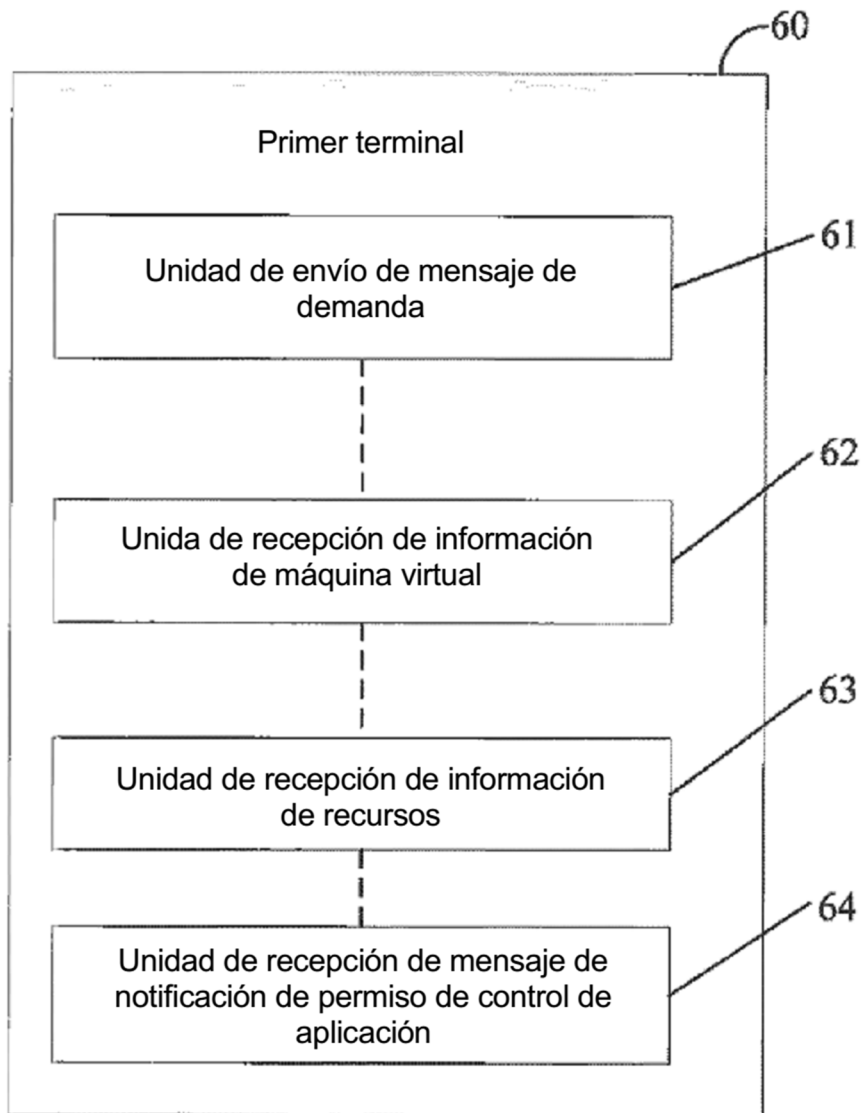 60
Primer terminal
61
Unidad de envío de mensaje de
demanda
62
Unida de recepción de información
de máquina virtual
63
Unidad de recepción de información
de recursos
64
Unidad de recepción de mensaje de
notificación de permiso de control de
aplicación